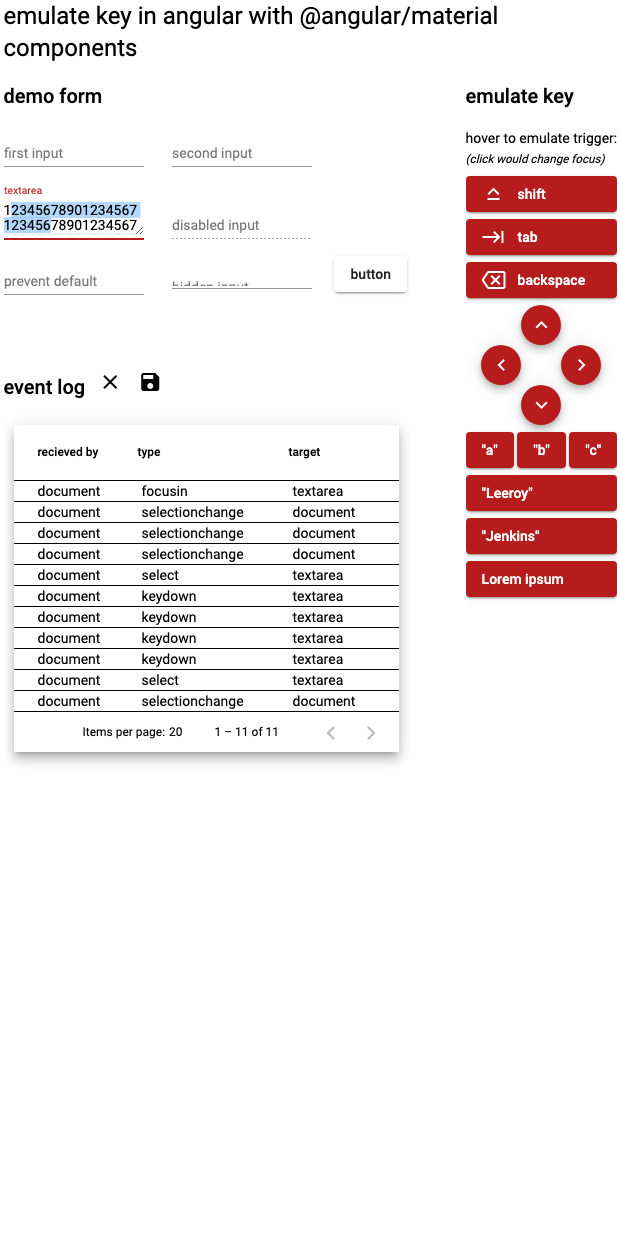 emulate key in angular with @angular/material
components
demo form
first input
second input
textarea
12345678901234567
12345678901234567
disabled input
prevent default
button
event log
recieved by type target
document focusin textarea
document selectionchange document
document selectionchange document
document selectionchange document
document select textarea
document keydown textarea
document keydown textarea
document keydown textarea
document keydown textarea
document select textarea
document selectionchange document
Items per page: 20 1 – 11 of 11
emulate key
hover to emulate trigger:
(click would change focus)
shift
tab
backspace
"a" "b" "c"
"Leeroy"
"Jenkins"
Lorem ipsum